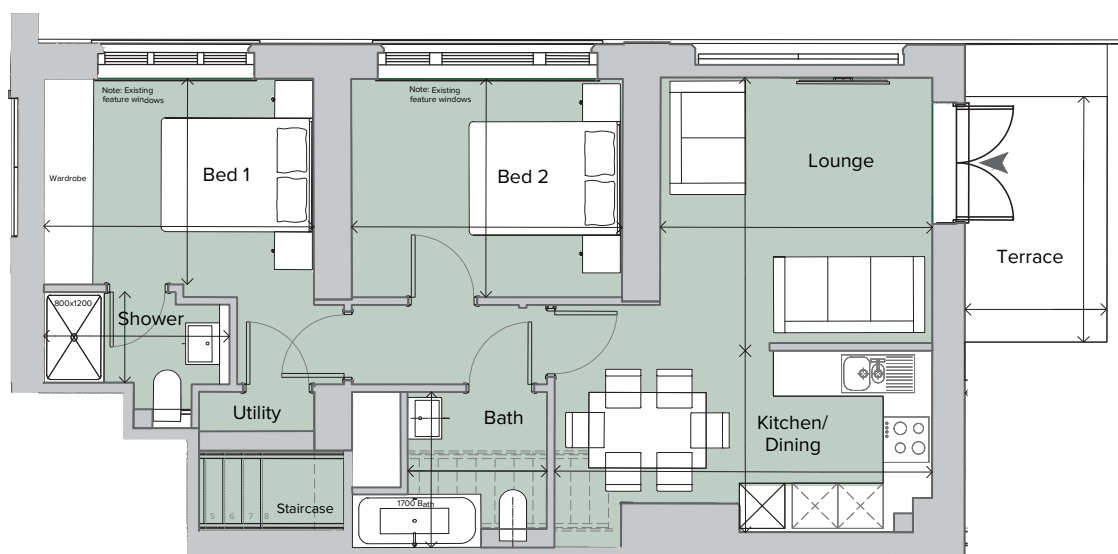 Note: Existing
feature windows
Note: Existing
feature windows
Wardrobe
Bed 1
Bed 2
Lounge
Terrace
800x1200
Shower
Utility
Bath
Kitchen/
Dining
1700 Bath
Staircase
5 6 7 8